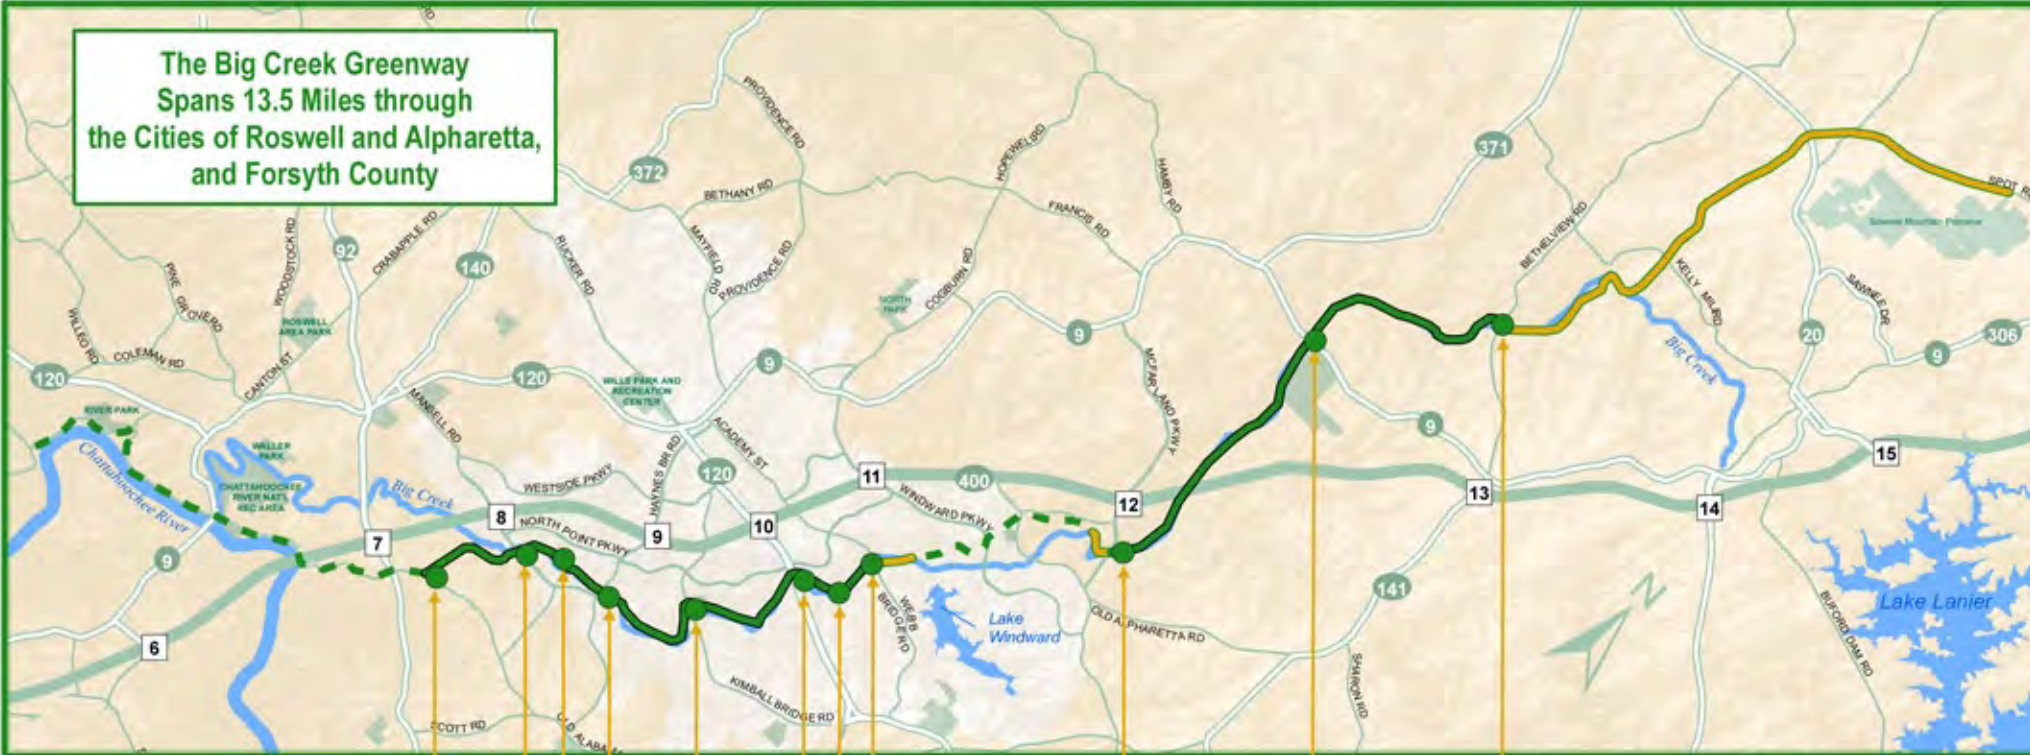 The Big Creek Greenway
Spans 13.5 Miles through
the Cities of Roswell and Alpharetta,
and Forsyth County
RD
PROVIDENCE RD
372
BETHANY RD
HOPEWELL RD
HAMBY RD
371
FRANCIS RD
BETHELVIEW RD
SPOT R
Sawnee Mountain Preserve
WOODSTOCK RD
92
CRABAPPLE RD
140
RUCKER RD
MAYFIELD RD
PROVIDENCE RD
COGBURN RD
NORTH
PARK
9
KELLY MILL RD
SAWNEE DR
20
9
306
PINE GROVE RD
WILLEO RD
COLEMAN RD
ROSWELL
AREA PARK
CANTON ST
120
120
9
WILLS PARK AND
RECREATION
CENTER
MCFARLAND PKWY
Big Creek
RIVER PARK
MANSELL RD
ACADEMY ST
9
Chattahoochee River
WALLER
PARK
CHATTAHOOCHEE
RIVER NAT'L
REC AREA
Big Creek
WESTSIDE PKWY
HAYNES BR RD
120
11
400
WINDWARD PKWY
12
13
14
15
9
7
8
NORTH POINT PKWY
9
10
6
WEBB
BRIDGE RD
Lake
Windward
OLD ALPHARETTA RD
141
N
Lake Lanier
BUFORD DAM RD
SHARON RD
KIMBALL BRIDGE RD
SCOTT RD
OLD ALABAM